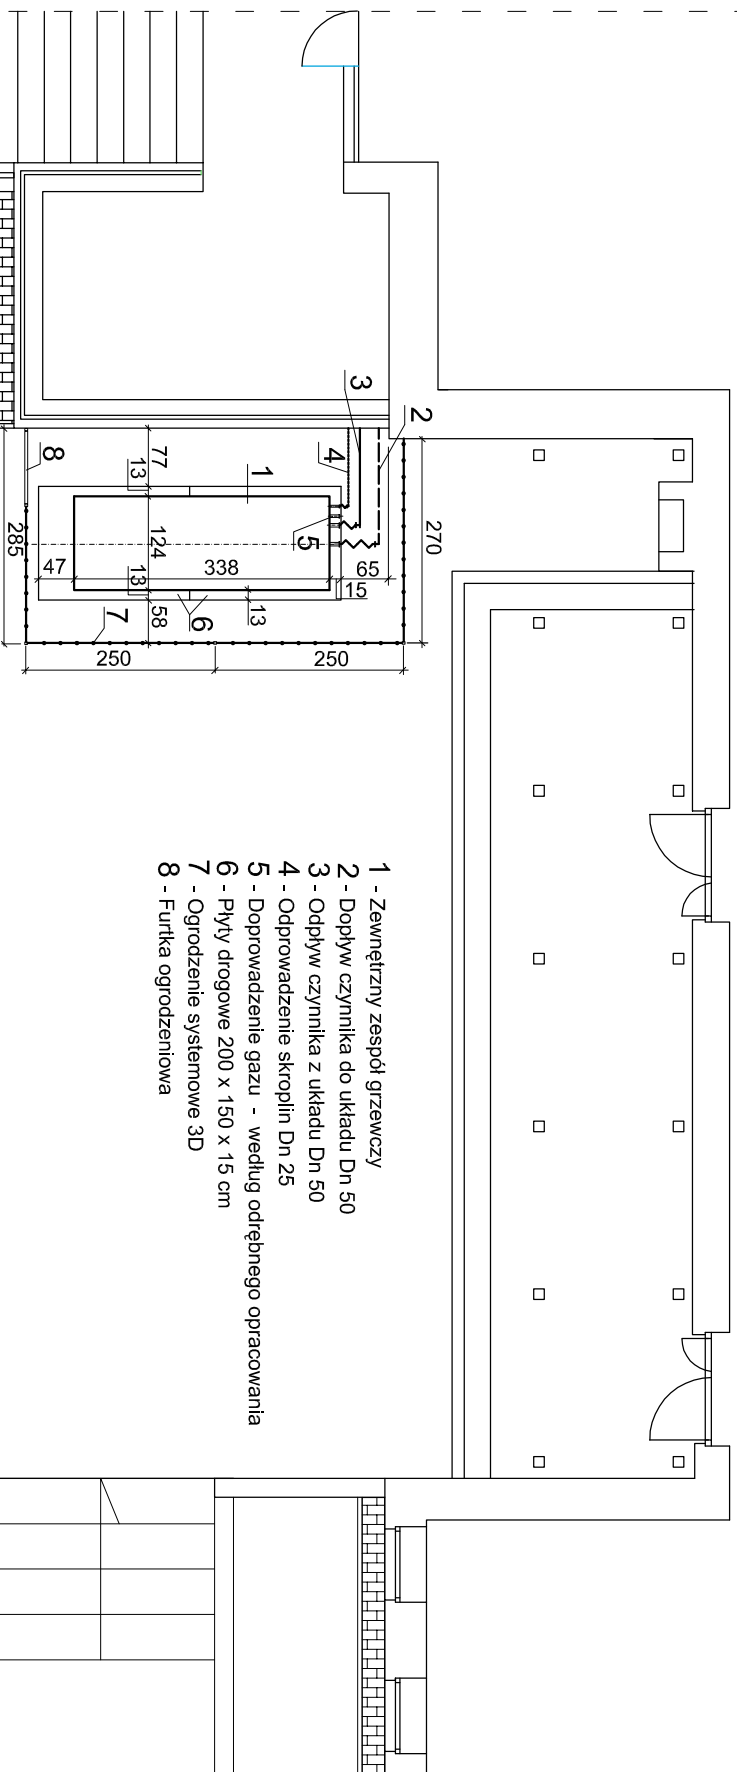 3
2
4
8
77
13
1
5
270
285
124
47
338
65
13
15
7
58
6
13
250
250
1 - Zewnętrzny zespół grzewczy
2 - Dopływ czynnika do układu Dn 50
3 - Odpływ czynnika z układu Dn 50
4 - Odprowadzenie skroplin Dn 25
5 - Doprowadzenie gazu - według odrębnego opracowania
6 - Płyty drogowe 200 x 150 x 15 cm
7 - Ogrodzenie systemowe 3D
8 - Furtka ogrodzeniowa